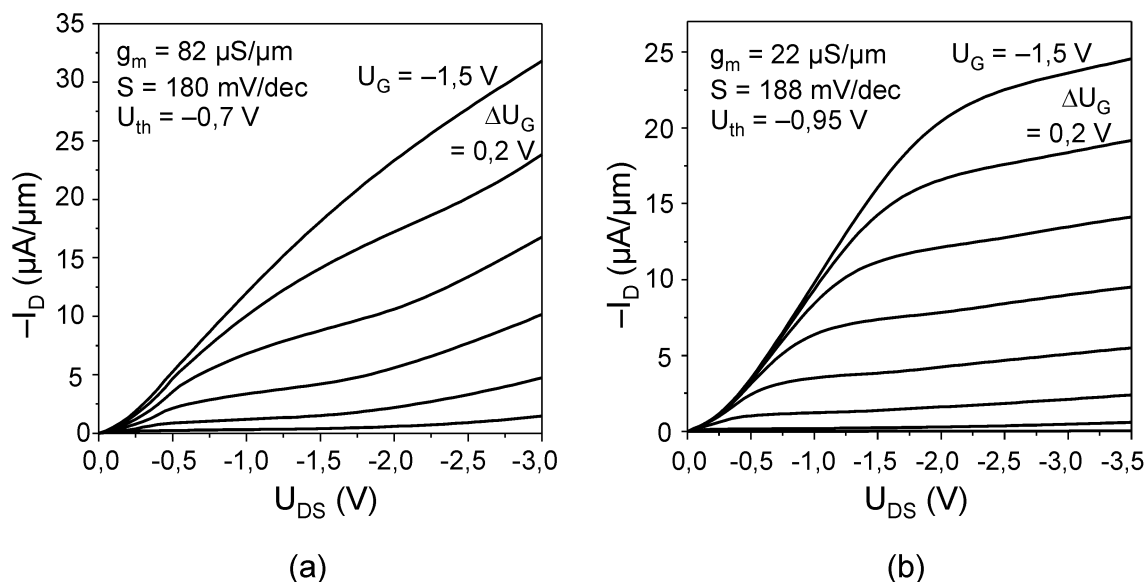 35
30
25
20
15
10
5
0
–I_D (µA/µm)
g_m = 82 µS/µm
S = 180 mV/dec
U_th = –0,7 V
U_G = –1,5 V
ΔU_G
= 0,2 V
0,0 -0,5 -1,0 -1,5 -2,0 -2,5 -3,0
U_DS (V)
(a)
25
20
15
10
5
0
–I_D (µA/µm)
g_m = 22 µS/µm
S = 188 mV/dec
U_th = –0,95 V
U_G = –1,5 V
ΔU_G
= 0,2 V
0,0 -0,5 -1,0 -1,5 -2,0 -2,5 -3,0 -3,5
U_DS (V)
(b)